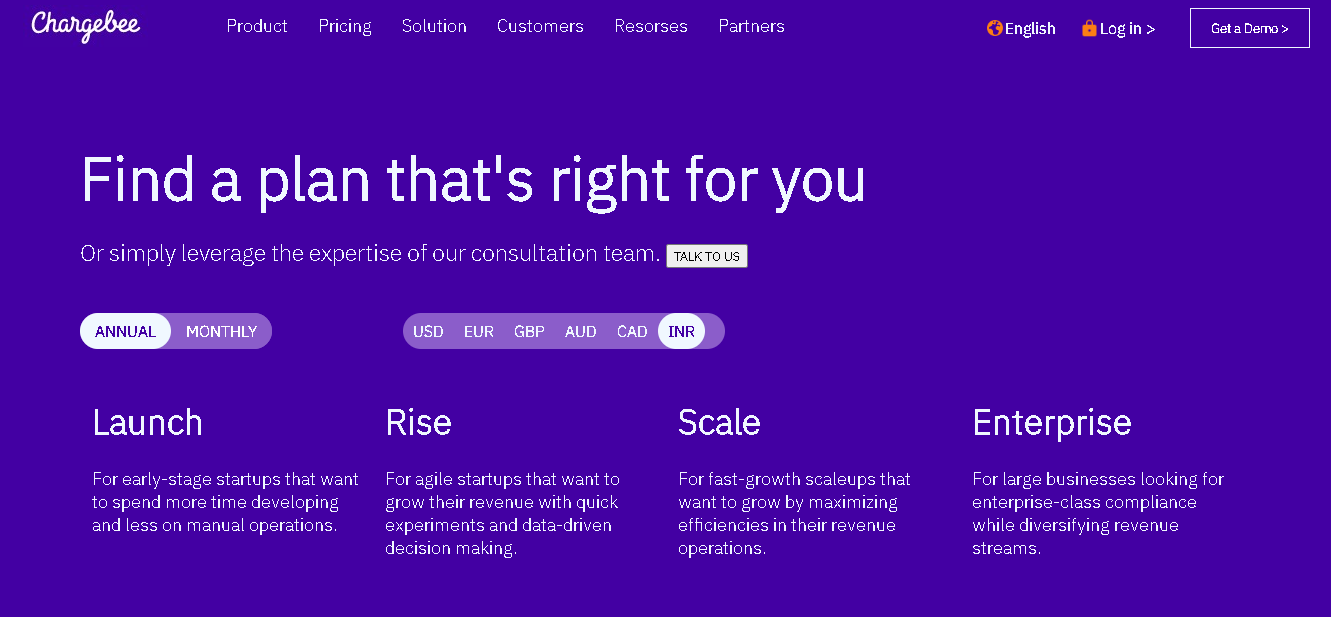 Chargebee
Product Pricing Solution Customers Resorses Partners
English Log in > Get a Demo >
Find a plan that's right for you
Or simply leverage the expertise of our consultation team. TALK TO US
ANNUAL MONTHLY
USD EUR GBP AUD CAD INR
Launch
For early-stage startups that want
to spend more time developing
and less on manual operations.
Rise
For agile startups that want to
grow their revenue with quick
experiments and data-driven
decision making.
Scale
For fast-growth scaleups that
want to grow by maximizing
efficiencies in their revenue
operations.
Enterprise
For large businesses looking for
enterprise-class compliance
while diversifying revenue
streams.